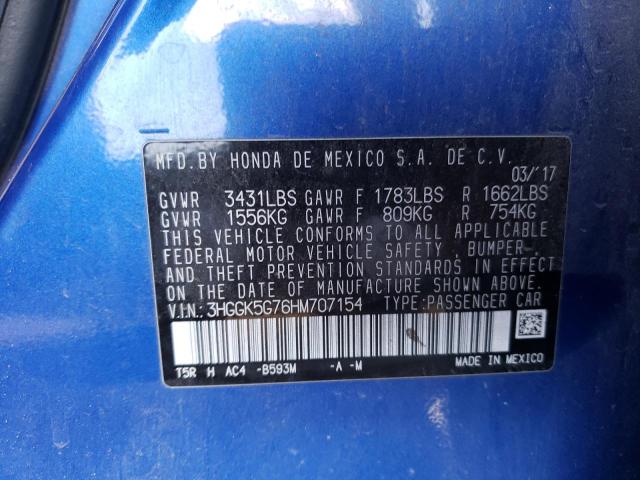 MFD. BY HONDA DE MEXICO S.A. DE C.V.
03/'17
GVWR 3431LBS GAWR F 1783LBS R 1662LBS
GVWR 1556KG GAWR F 809KG R 754KG
THIS VEHICLE CONFORMS TO ALL APPLICABLE
FEDERAL MOTOR VEHICLE SAFETY, BUMPER,
AND THEFT PREVENTION STANDARDS IN EFFECT
ON THE DATE OF MANUFACTURE SHOWN ABOVE.
V.I.N.: 3HGGK5G76HM707154 TYPE:PASSENGER CAR
T5R H AC4 -B593M -A -M MADE IN MEXICO